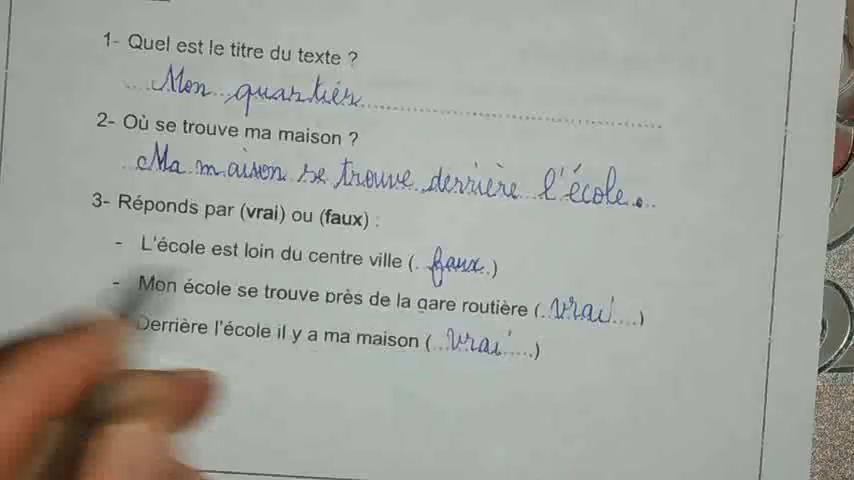 1- Quel est le titre du texte ?
Mon quartier
2- Où se trouve ma maison ?
Ma maison se trouve derrière l'école.
3- Réponds par (vrai) ou (faux) :
- L'école est loin du centre ville (..faux..)
- Mon école se trouve près de la gare routière (..vrai....)
Derrière l'école il y a ma maison (...vrai.....)